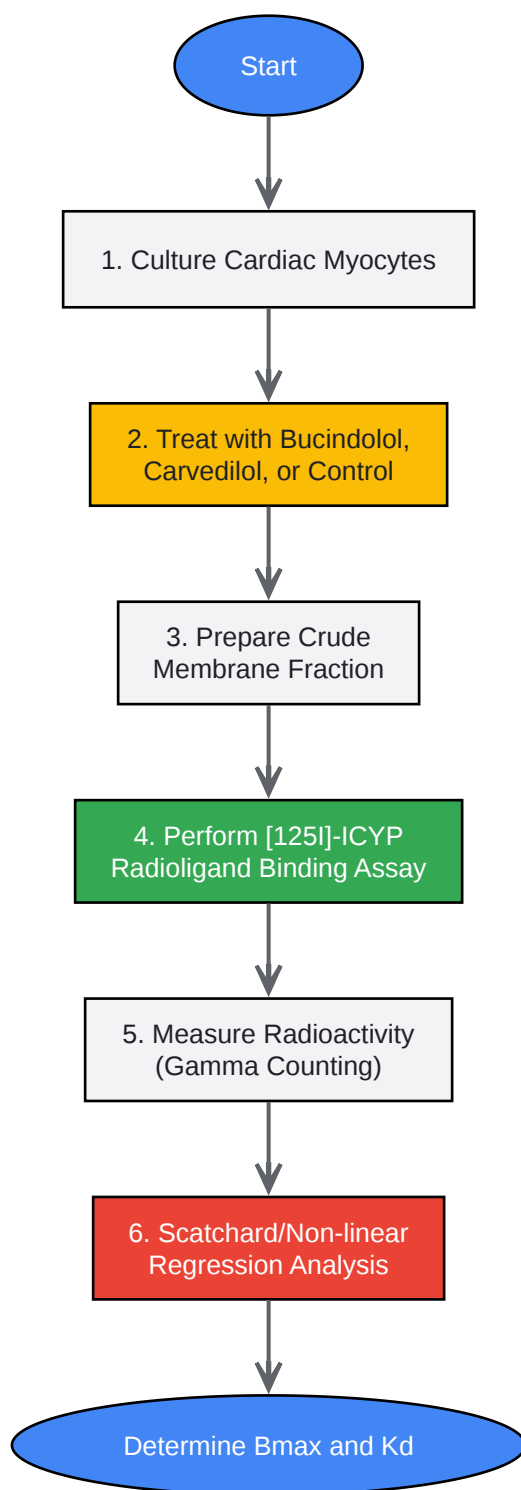 Start
1. Culture Cardiac Myocytes
2. Treat with Bucindolol,
Carvedilol, or Control
3. Prepare Crude
Membrane Fraction
4. Perform [125I]-ICYP
Radioligand Binding Assay
5. Measure Radioactivity
(Gamma Counting)
6. Scatchard/Non-linear
Regression Analysis
Determine Bmax and Kd